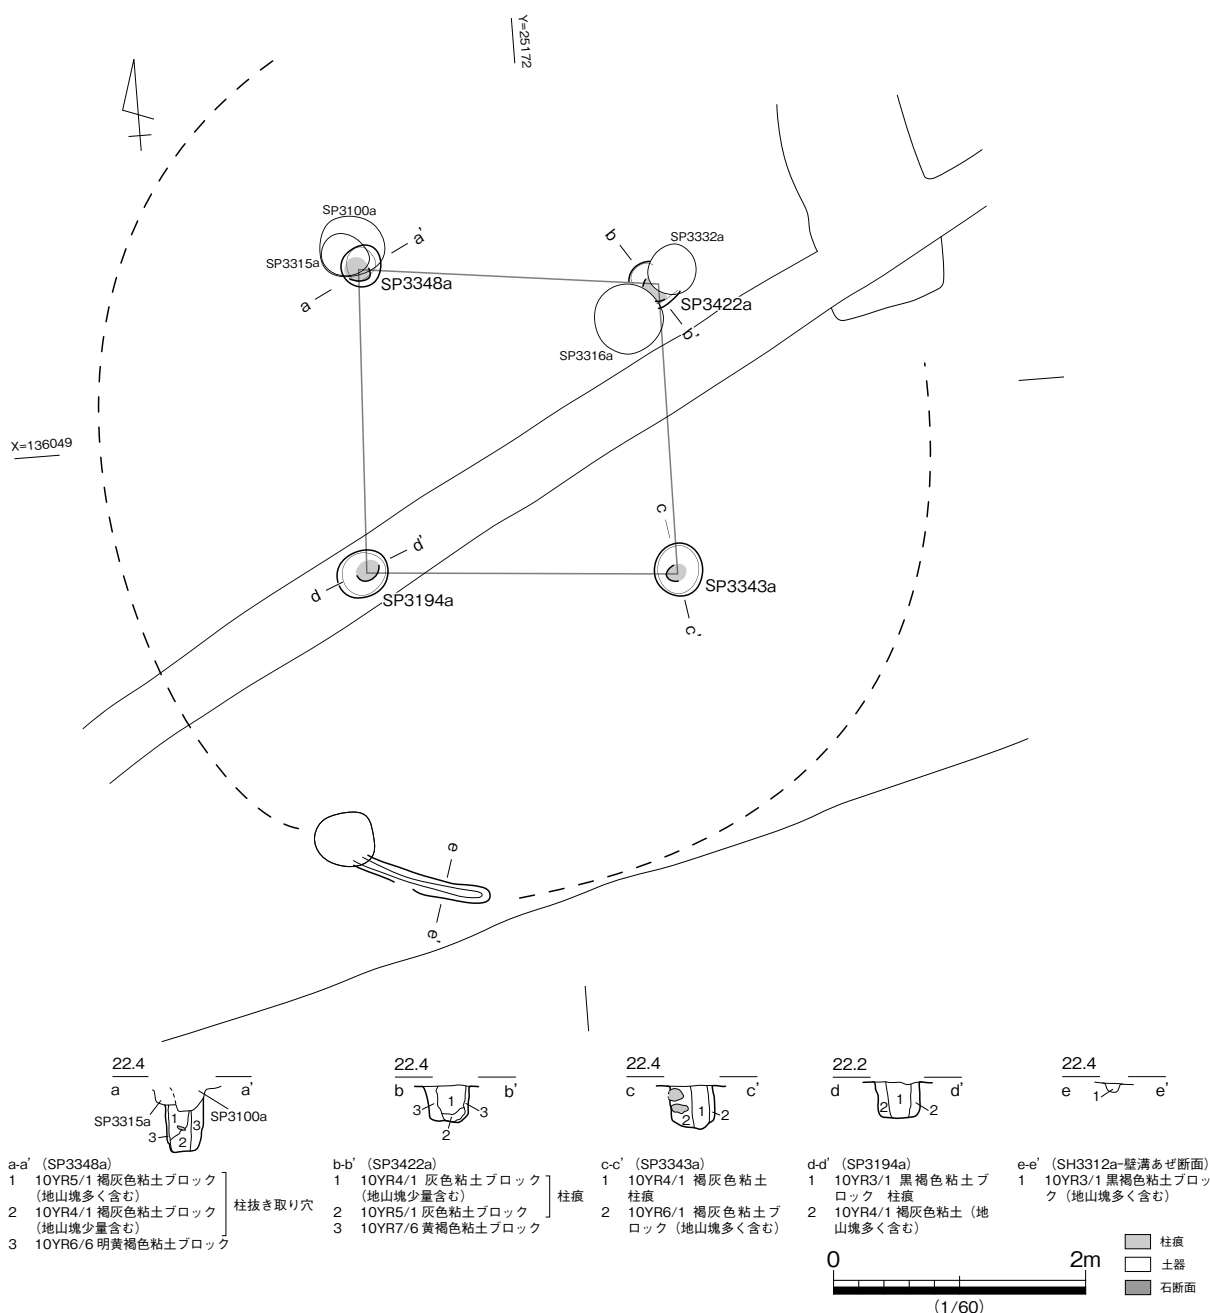 Y=25172
SP3100a
a'
b
SP3332a
SP3315a
SP3348a
a
SP3422a
b'
SP3316a
X=136049
c
d'
d
SP3194a
SP3343a
c'
e
e'
22.4
a
a'
SP3315a
SP3100a
1
3
3
2
22.4
b
b'
1
3
3
2
22.4
c
c'
1
2
2
22.2
d
d'
1
2
2
22.4
e
e'
1
a-a' (SP3348a)
1 10YR5/1 褐灰色粘土ブロック
(地山塊多く含む)
2 10YR4/1 褐灰色粘土ブロック
(地山塊少量含む)
3 10YR6/6 明黄褐色粘土ブロック
柱抜き取り穴
b-b' (SP3422a)
1 10YR4/1 灰色粘土ブロック
(地山塊少量含む)
2 10YR5/1 灰色粘土ブロック
3 10YR7/6 黄褐色粘土ブロック
柱痕
c-c' (SP3343a)
1 10YR4/1 褐灰色粘土
柱痕
2 10YR6/1 褐灰色粘土ブ
ロック(地山塊多く含む)
d-d' (SP3194a)
1 10YR3/1 黒褐色粘土ブ
ロック 柱痕
2 10YR4/1 褐灰色粘土(地
山塊多く含む)
e-e' (SH3312a-壁溝あぜ断面)
1 10YR3/1 黒褐色粘土ブロッ
ク(地山塊多く含む)
柱痕
土器
石断面
0
2m
(1/60)